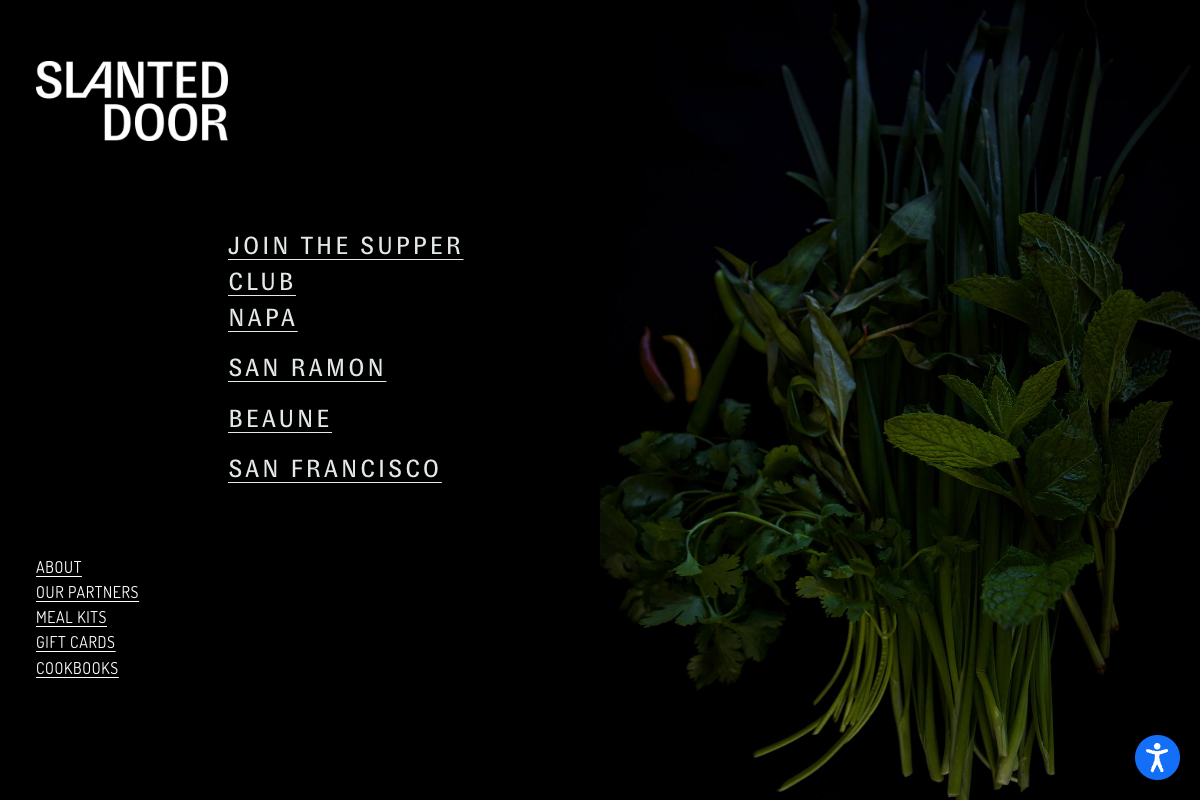 SLANTED
DOOR
JOIN THE SUPPER
CLUB
NAPA
SAN RAMON
BEAUNE
SAN FRANCISCO
ABOUT
OUR PARTNERS
MEAL KITS
GIFT CARDS
COOKBOOKS